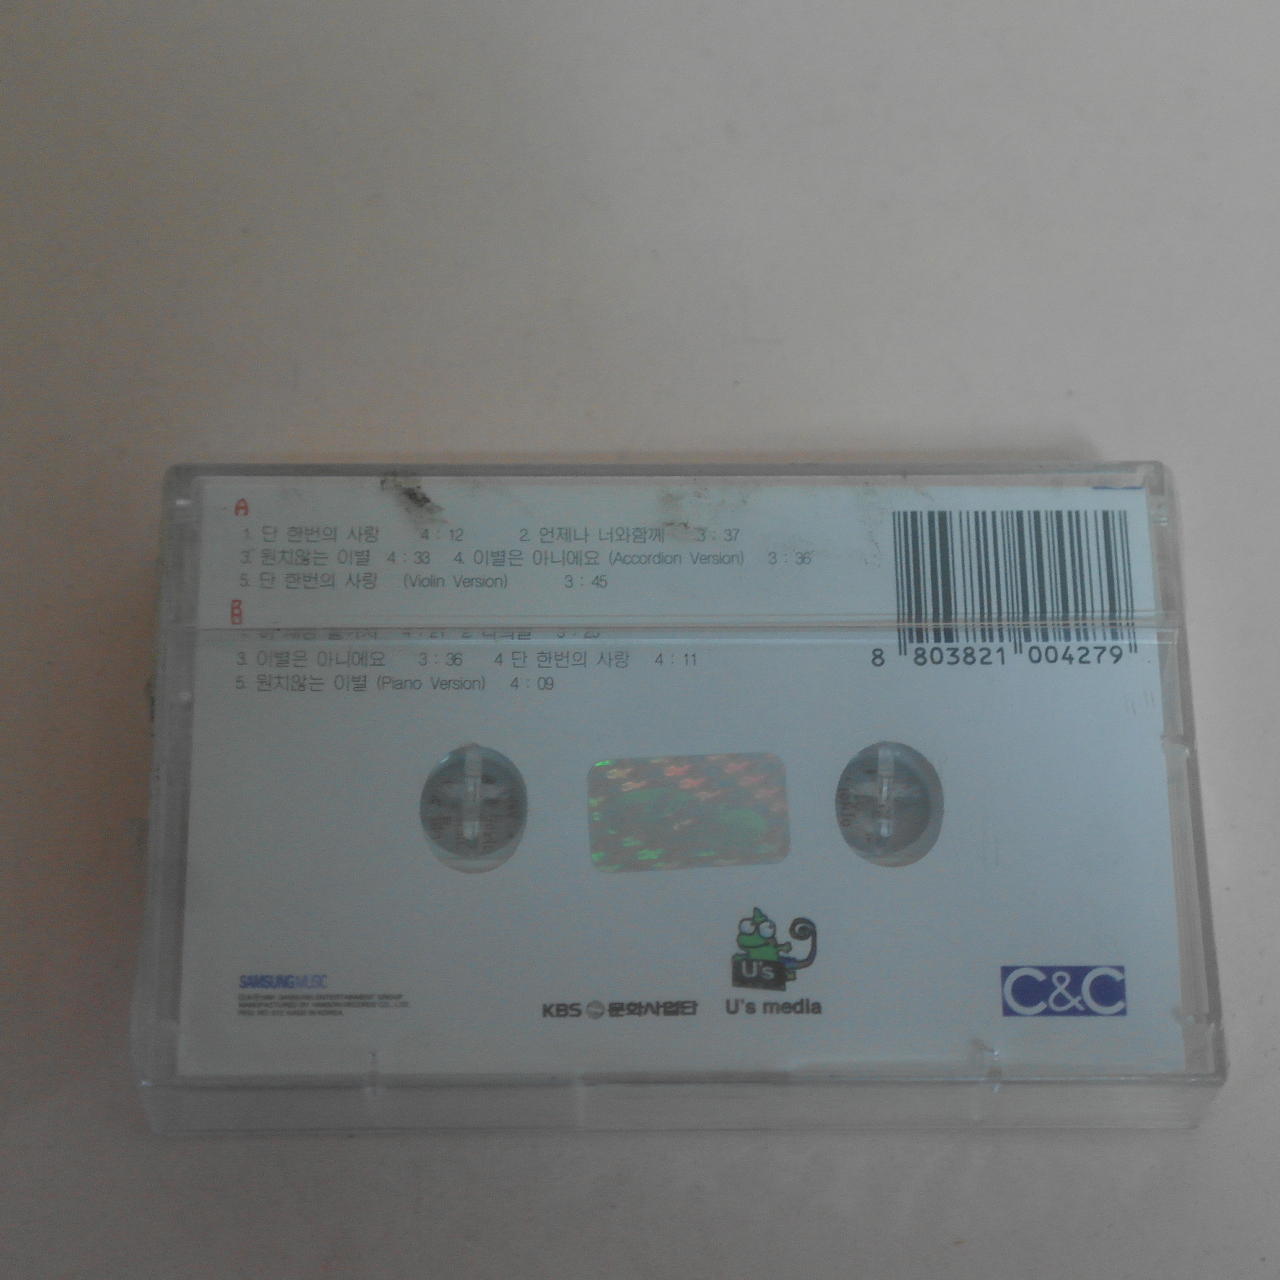 A
1. 단 한번의 사랑 4 : 12 2. 언제나 너와함께 3 : 37
3. 원치않는 이별 4 : 33 4. 이별은 아니에요 (Accordion Version) 3 : 36
5. 단 한번의 사랑 (Violin Version) 3 : 45
B
3. 이별은 아니에요 3 : 36 4 단 한번의 사랑 4 : 11
5. 원치않는 이별 (Piano Version) 4 : 09
8 803821 004279
U's
SAMSUNG MUSIC
KBS 문화사업단
U's media
C&C